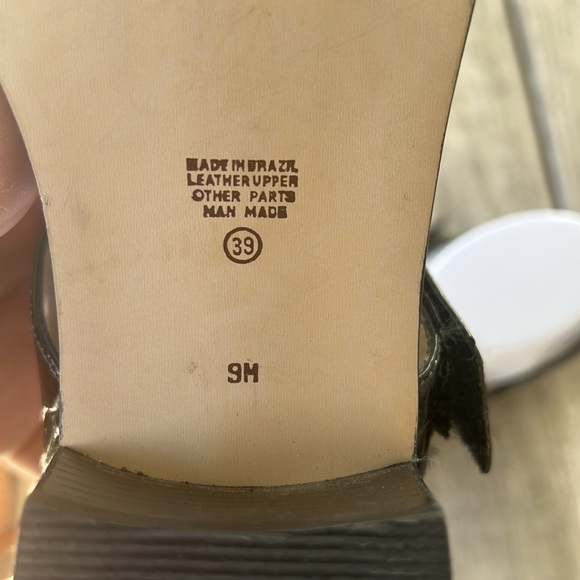 MADE IN BRAZIL
LEATHER UPPER
OTHER PARTS
MAN MADE
39
9M